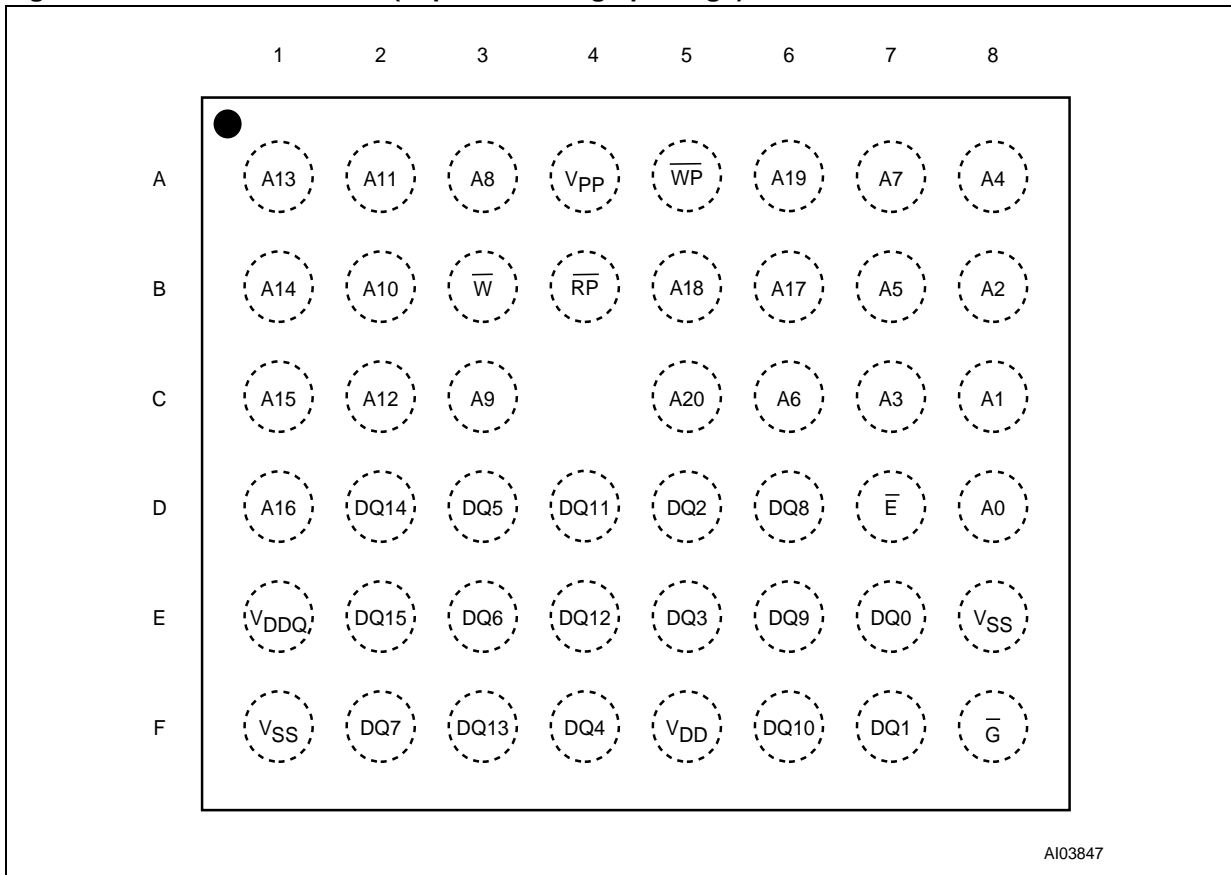 1 2 3 4 5 6 7 8
A A13 A11 A8 VPP W̅P̅ A19 A7 A4
B A14 A10 W̅ R̅P̅ A18 A17 A5 A2
C A15 A12 A9 A20 A6 A3 A1
D A16 DQ14 DQ5 DQ11 DQ2 DQ8 E̅ A0
E VDDQ DQ15 DQ6 DQ12 DQ3 DQ9 DQ0 VSS
F VSS DQ7 DQ13 DQ4 VDD DQ10 DQ1 G̅
AI03847